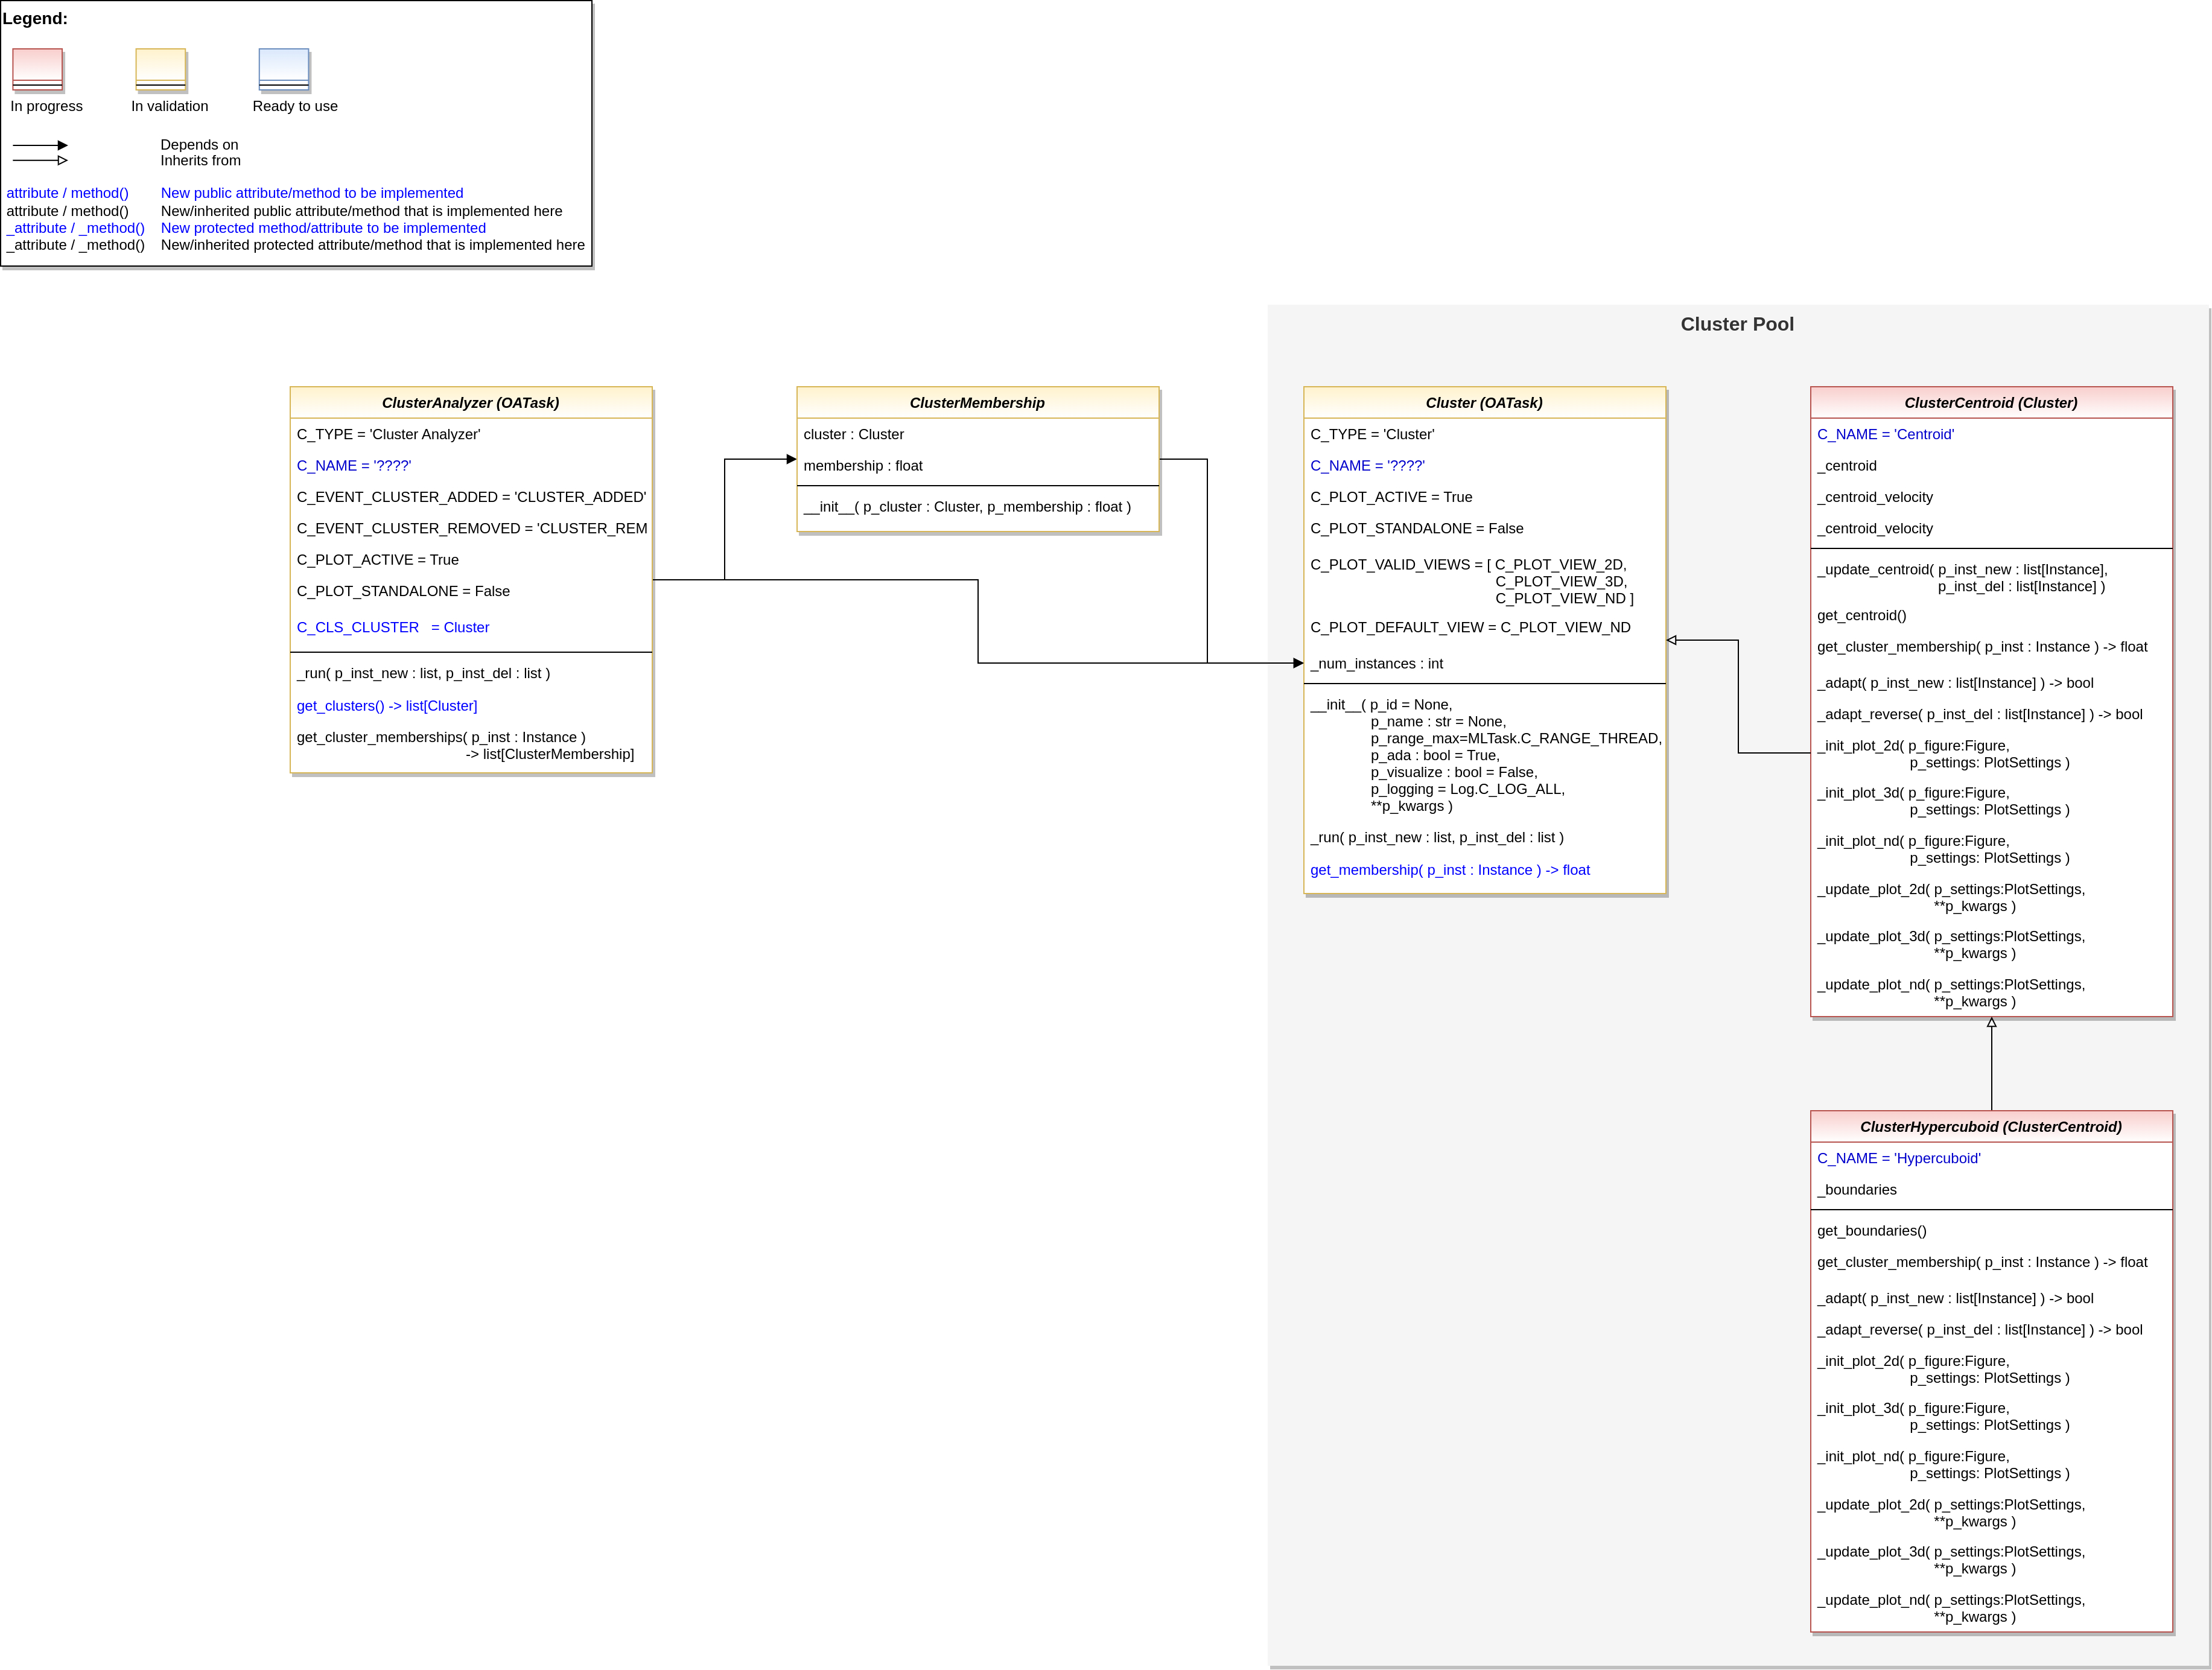 Legend:
In progress
In validation
Ready to use
Depends on
Inherits from
attribute / method()
New public attribute/method to be implemented
attribute / method()
New/inherited public attribute/method that is implemented here
_attribute / _method()
New protected method/attribute to be implemented
_attribute / _method()
New/inherited protected attribute/method that is implemented here
ClusterAnalyzer (OATask)
C_TYPE = 'Cluster Analyzer'
C_NAME = '????'
C_EVENT_CLUSTER_ADDED = 'CLUSTER_ADDED'
C_EVENT_CLUSTER_REMOVED = 'CLUSTER_REM
C_PLOT_ACTIVE = True
C_PLOT_STANDALONE = False
C_CLS_CLUSTER = Cluster
_run( p_inst_new : list, p_inst_del : list )
get_clusters() -> list[Cluster]
get_cluster_memberships( p_inst : Instance )
-> list[ClusterMembership]
ClusterMembership
cluster : Cluster
membership : float
__init__( p_cluster : Cluster, p_membership : float )
Cluster Pool
Cluster (OATask)
C_TYPE = 'Cluster'
C_NAME = '????'
C_PLOT_ACTIVE = True
C_PLOT_STANDALONE = False
C_PLOT_VALID_VIEWS = [ C_PLOT_VIEW_2D,
C_PLOT_VIEW_3D,
C_PLOT_VIEW_ND ]
C_PLOT_DEFAULT_VIEW = C_PLOT_VIEW_ND
_num_instances : int
__init__( p_id = None,
p_name : str = None,
p_range_max=MLTask.C_RANGE_THREAD,
p_ada : bool = True,
p_visualize : bool = False,
p_logging = Log.C_LOG_ALL,
**p_kwargs )
_run( p_inst_new : list, p_inst_del : list )
get_membership( p_inst : Instance ) -> float
ClusterCentroid (Cluster)
C_NAME = 'Centroid'
_centroid
_centroid_velocity
_centroid_velocity
_update_centroid( p_inst_new : list[Instance],
p_inst_del : list[Instance] )
get_centroid()
get_cluster_membership( p_inst : Instance ) -> float
_adapt( p_inst_new : list[Instance] ) -> bool
_adapt_reverse( p_inst_del : list[Instance] ) -> bool
_init_plot_2d( p_figure:Figure,
p_settings: PlotSettings )
_init_plot_3d( p_figure:Figure,
p_settings: PlotSettings )
_init_plot_nd( p_figure:Figure,
p_settings: PlotSettings )
_update_plot_2d( p_settings:PlotSettings,
**p_kwargs )
_update_plot_3d( p_settings:PlotSettings,
**p_kwargs )
_update_plot_nd( p_settings:PlotSettings,
**p_kwargs )
ClusterHypercuboid (ClusterCentroid)
C_NAME = 'Hypercuboid'
_boundaries
get_boundaries()
get_cluster_membership( p_inst : Instance ) -> float
_adapt( p_inst_new : list[Instance] ) -> bool
_adapt_reverse( p_inst_del : list[Instance] ) -> bool
_init_plot_2d( p_figure:Figure,
p_settings: PlotSettings )
_init_plot_3d( p_figure:Figure,
p_settings: PlotSettings )
_init_plot_nd( p_figure:Figure,
p_settings: PlotSettings )
_update_plot_2d( p_settings:PlotSettings,
**p_kwargs )
_update_plot_3d( p_settings:PlotSettings,
**p_kwargs )
_update_plot_nd( p_settings:PlotSettings,
**p_kwargs )